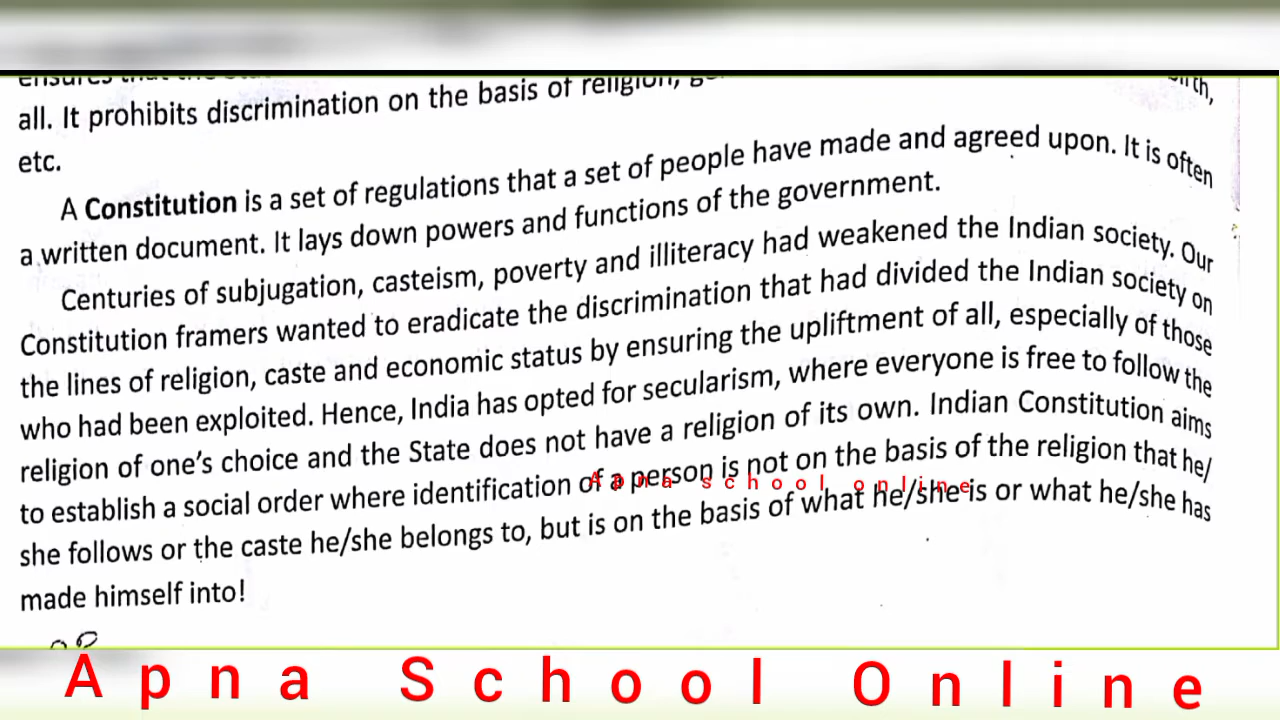 all. It prohibits discrimination on the basis of religion,
etc.
A Constitution is a set of regulations that a set of people have made and agreed upon. It is often
a written document. It lays down powers and functions of the government.
Centuries of subjugation, casteism, poverty and illiteracy had weakened the Indian society. Our
Constitution framers wanted to eradicate the discrimination that had divided the Indian society on
the lines of religion, caste and economic status by ensuring the upliftment of all, especially of those
who had been exploited. Hence, India has opted for secularism, where everyone is free to follow the
religion of one's choice and the State does not have a religion of its own. Indian Constitution aims
to establish a social order where identification of a person is not on the basis of the religion that he/
she follows or the caste he/she belongs to, but is on the basis of what he/she is or what he/she has
made himself into!
Apna school online
Apna School Online